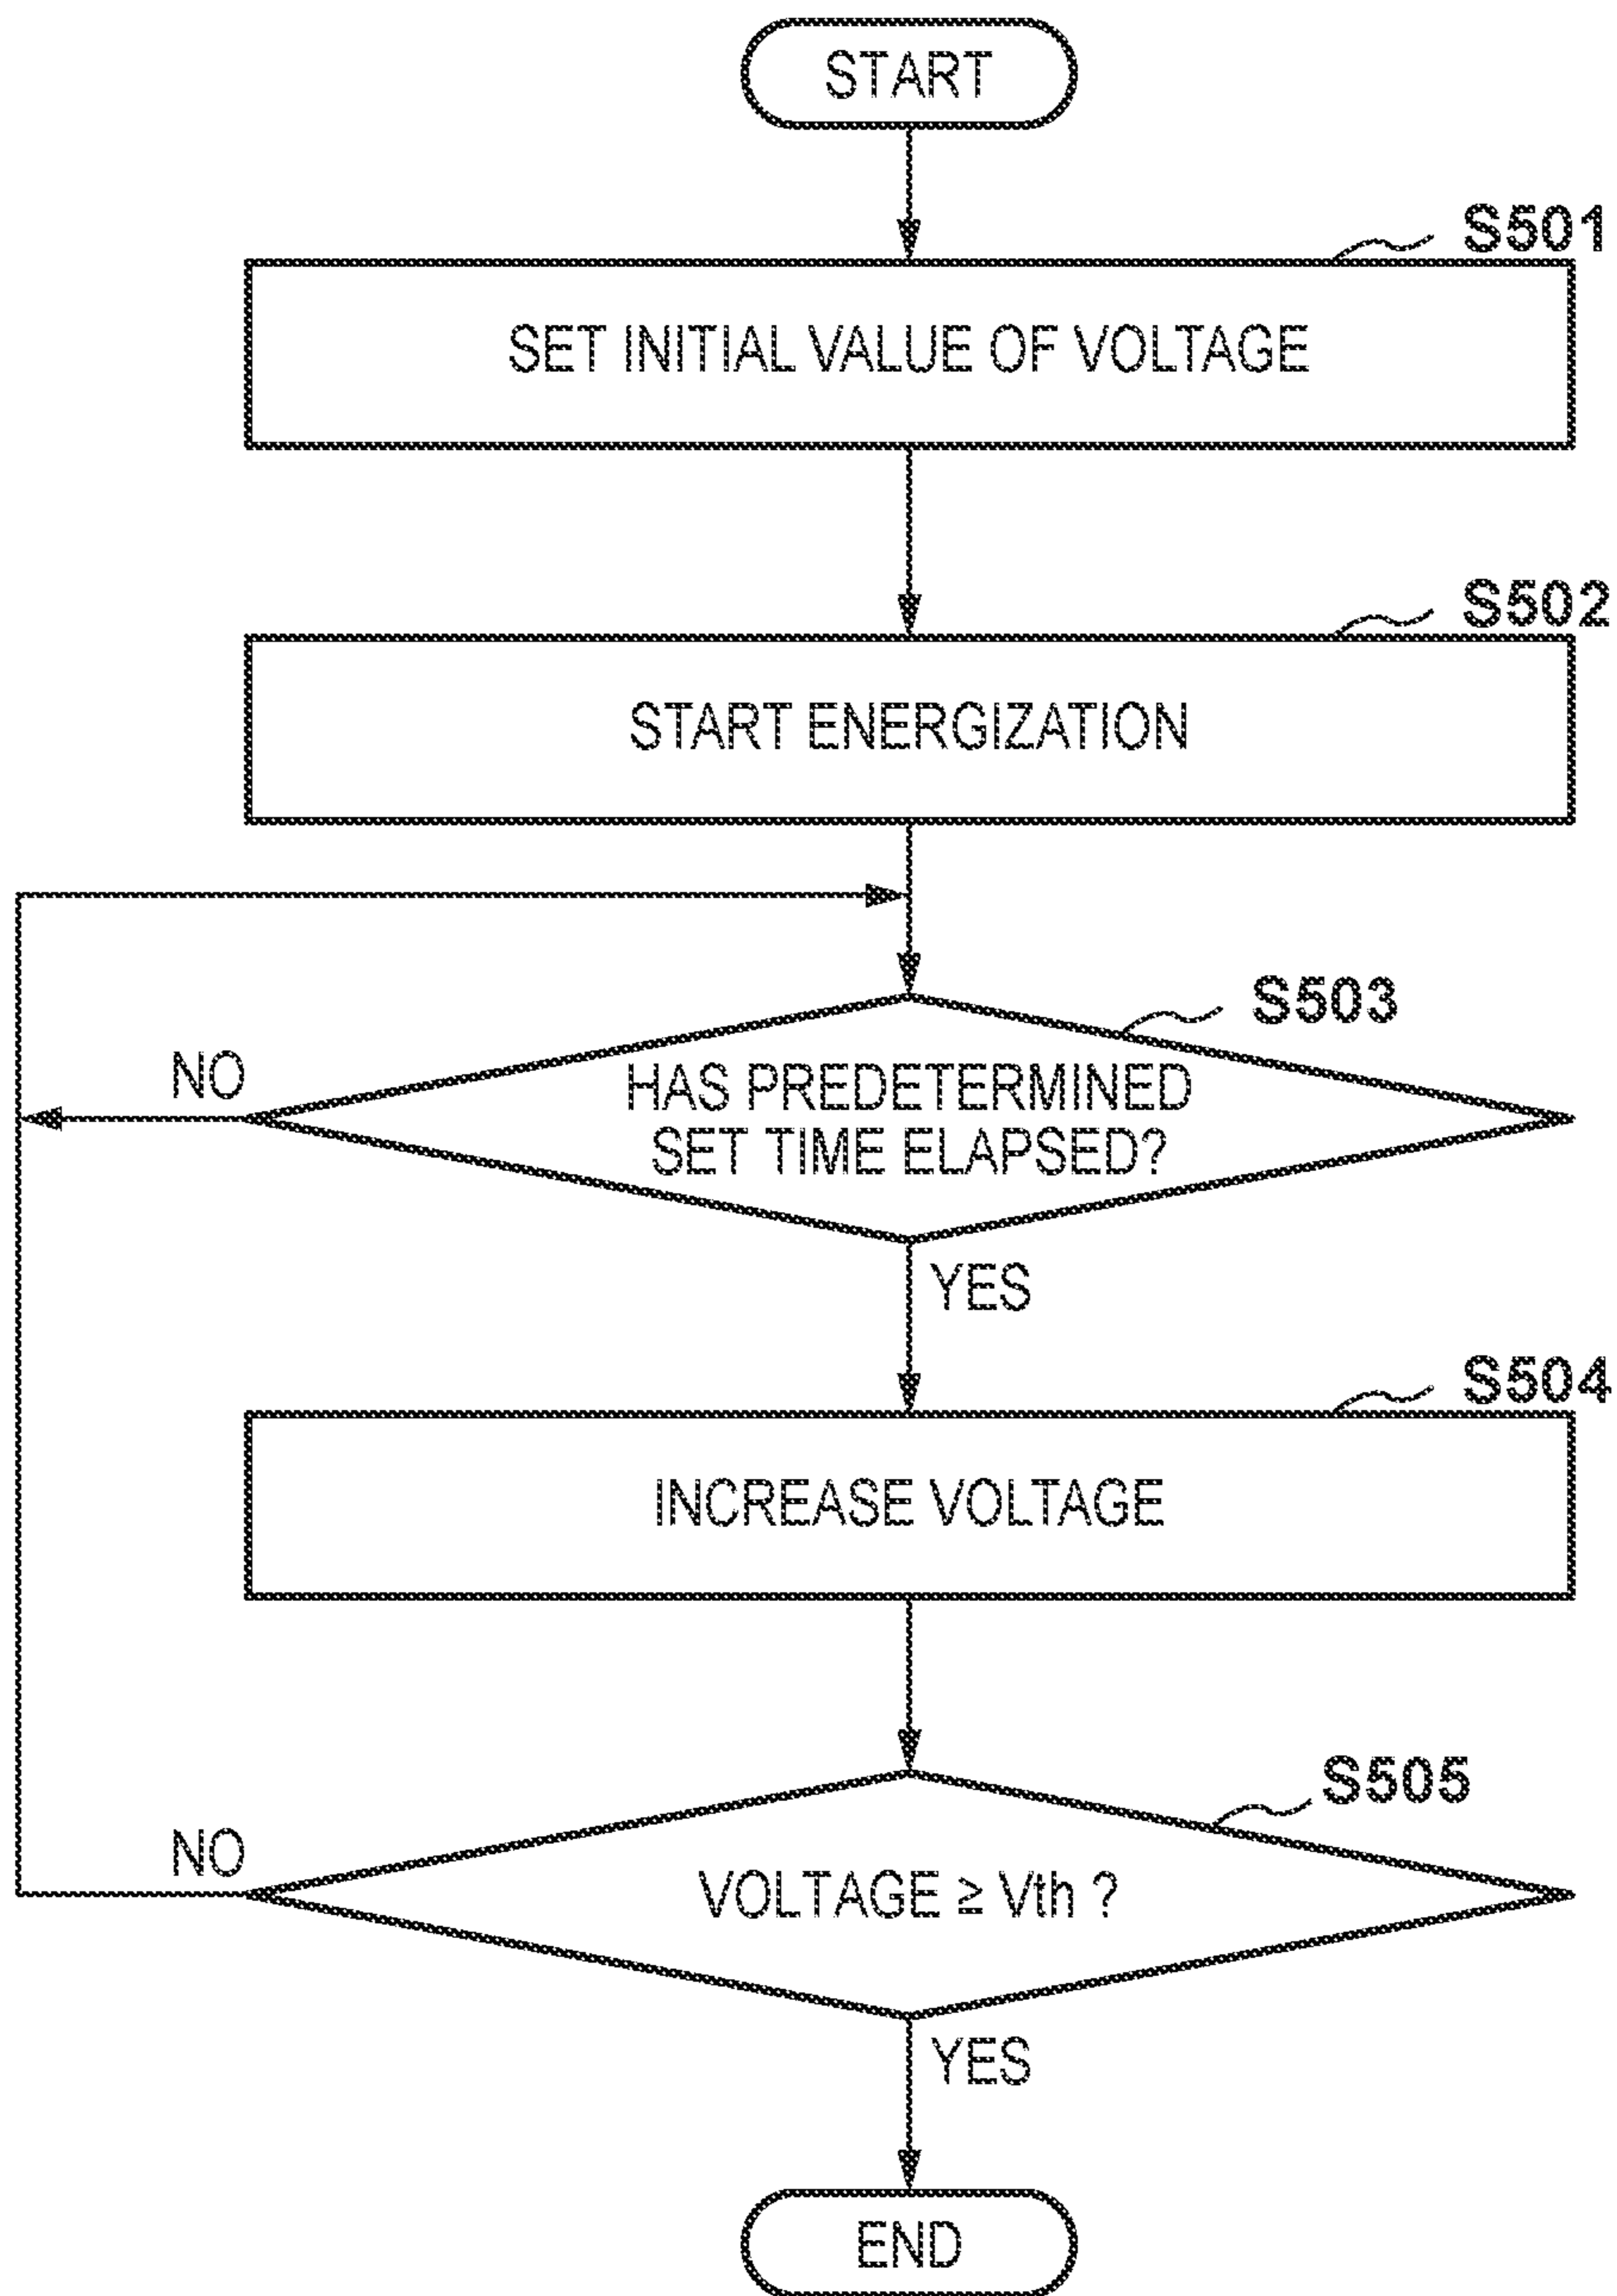 START
S501
SET INITIAL VALUE OF VOLTAGE
S502
START ENERGIZATION
S503
NO
HAS PREDETERMINED
SET TIME ELAPSED?
YES
S504
INCREASE VOLTAGE
S505
NO
VOLTAGE ≥ Vth ?
YES
END